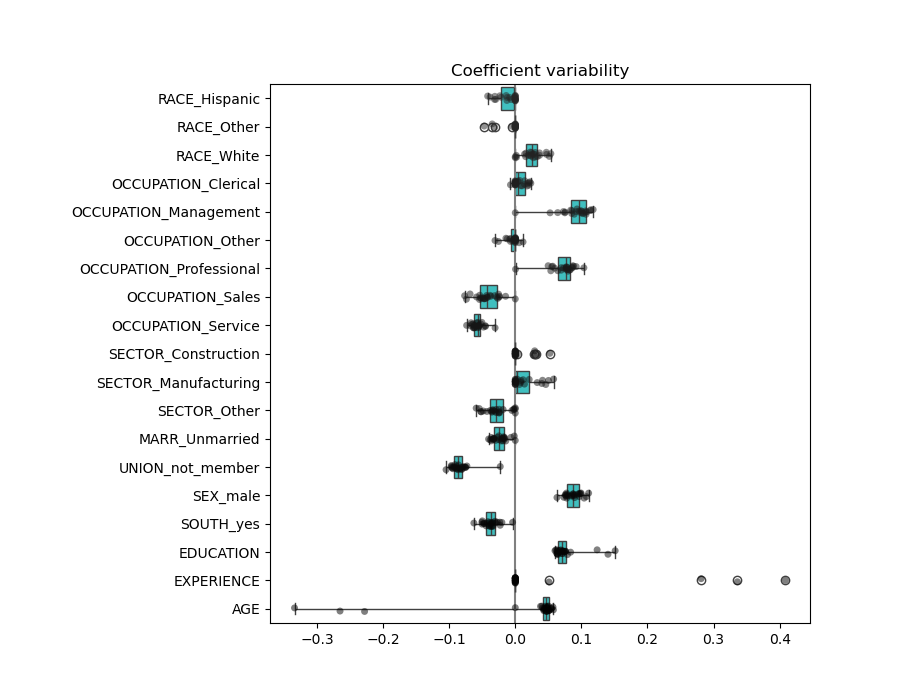 Coefficient variability
RACE_Hispanic
RACE_Other
RACE_White
OCCUPATION_Clerical
OCCUPATION_Management
OCCUPATION_Other
OCCUPATION_Professional
OCCUPATION_Sales
OCCUPATION_Service
SECTOR_Construction
SECTOR_Manufacturing
SECTOR_Other
MARR_Unmarried
UNION_not_member
SEX_male
SOUTH_yes
EDUCATION
EXPERIENCE
AGE
−0.3 −0.2 −0.1 0.0 0.1 0.2 0.3 0.4